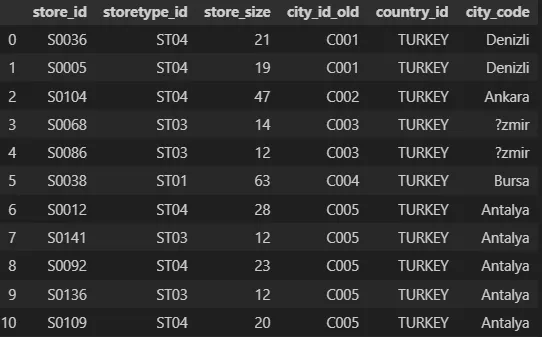 store_id storetype_id store_size city_id_old country_id city_code
0 S0036 ST04 21 C001 TURKEY Denizli
1 S0005 ST04 19 C001 TURKEY Denizli
2 S0104 ST04 47 C002 TURKEY Ankara
3 S0068 ST03 14 C003 TURKEY ?zmir
4 S0086 ST03 12 C003 TURKEY ?zmir
5 S0038 ST01 63 C004 TURKEY Bursa
6 S0012 ST04 28 C005 TURKEY Antalya
7 S0141 ST03 12 C005 TURKEY Antalya
8 S0092 ST04 23 C005 TURKEY Antalya
9 S0136 ST03 12 C005 TURKEY Antalya
10 S0109 ST04 20 C005 TURKEY Antalya